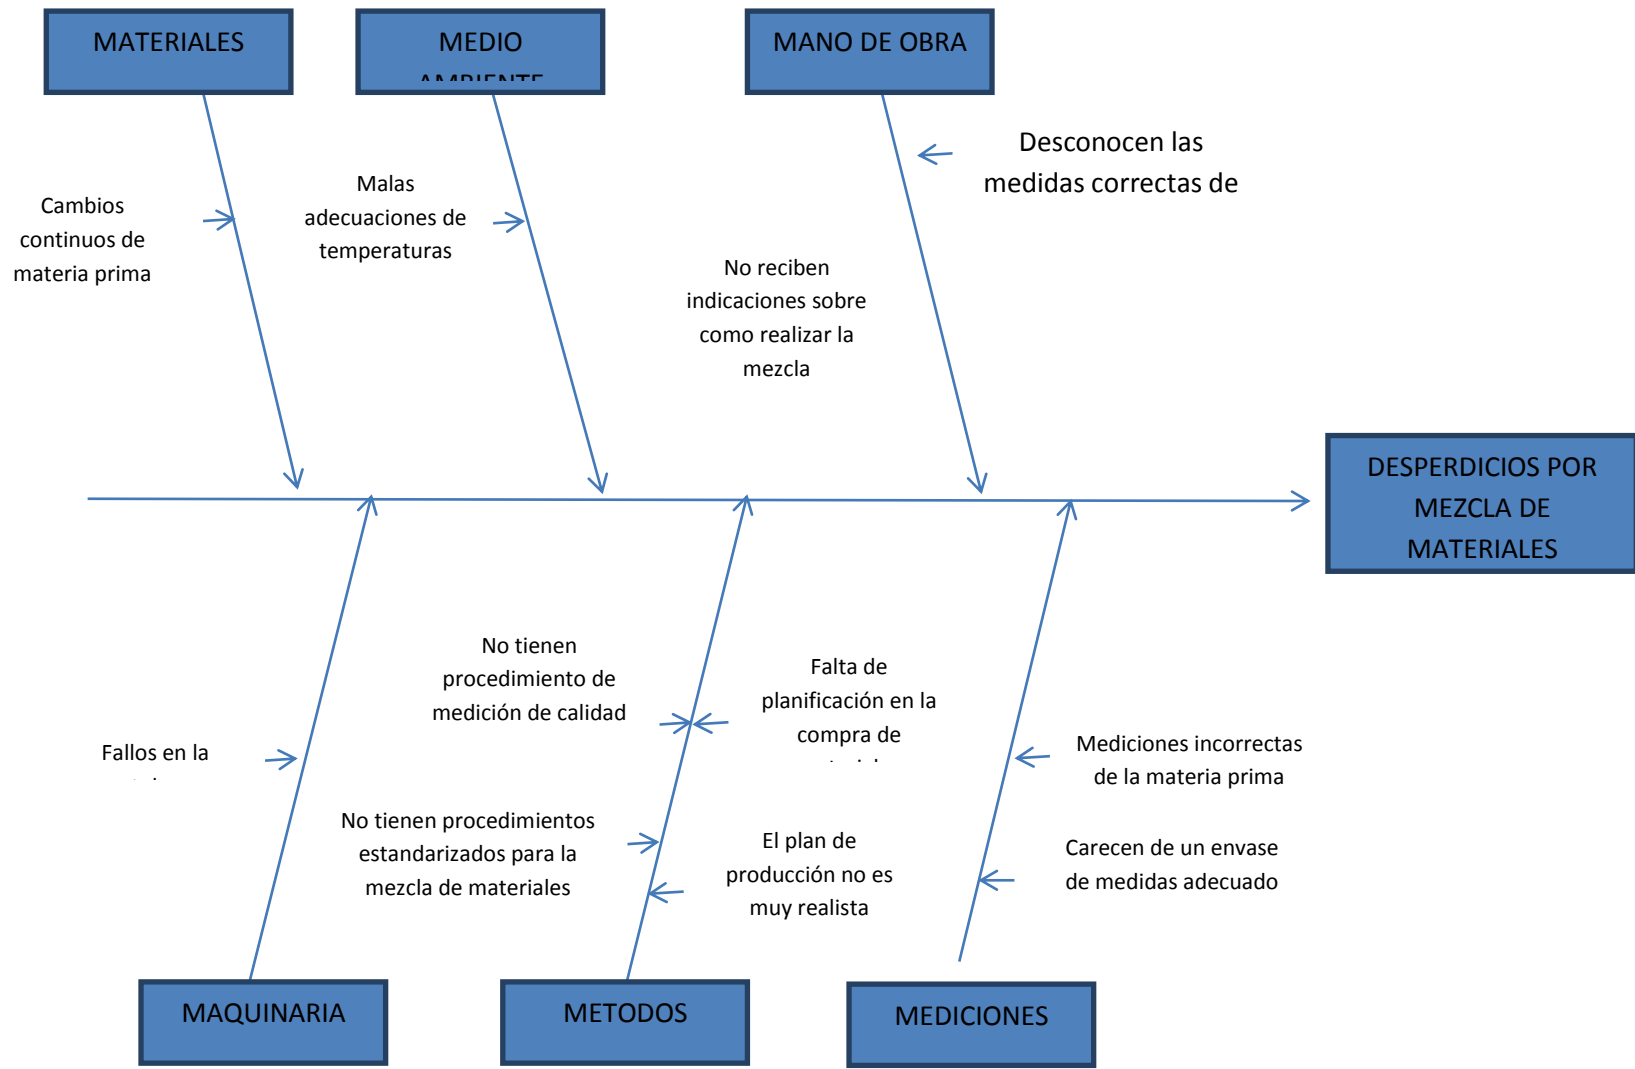 MATERIALES
MEDIO
AMBIENTE
MANO DE OBRA
Desconocen las
medidas correctas de
Malas
adecuaciones de
temperaturas
Cambios
continuos de
materia prima
No reciben
indicaciones sobre
como realizar la
mezcla
DESPERDICIOS POR
MEZCLA DE
MATERIALES
No tienen
procedimiento de
medición de calidad
Falta de
planificación en la
compra de
Fallos en la
Mediciones incorrectas
de la materia prima
No tienen procedimientos
estandarizados para la
mezcla de materiales
El plan de
producción no es
muy realista
Carecen de un envase
de medidas adecuado
MAQUINARIA
METODOS
MEDICIONES